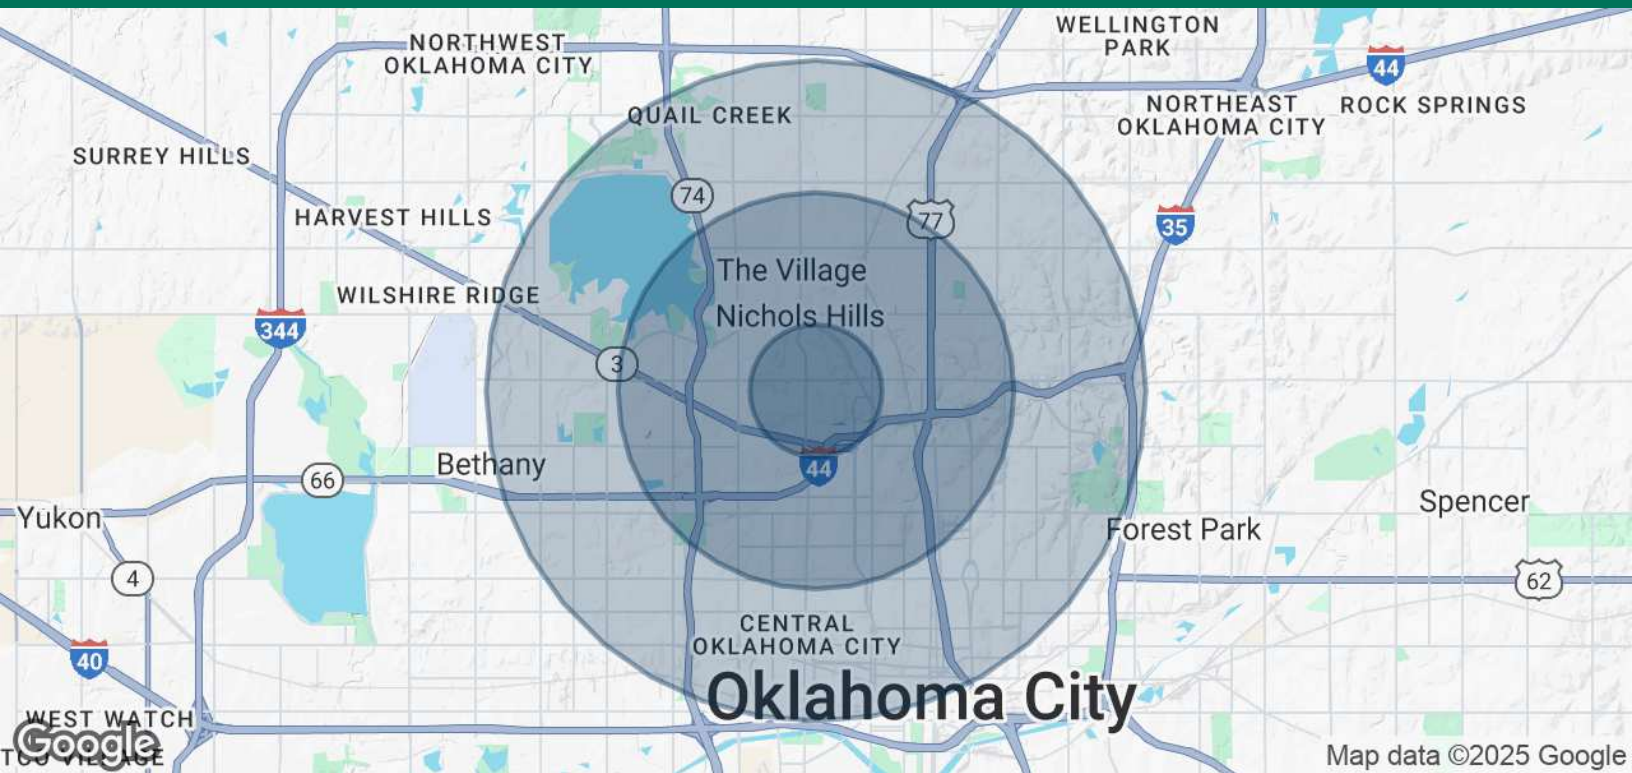 WELLINGTON
PARK
NORTHWEST
OKLAHOMA CITY
44
NORTHEAST
OKLAHOMA CITY
ROCK SPRINGS
QUAIL CREEK
SURREY HILLS
74
HARVEST HILLS
77
35
The Village
WILSHIRE RIDGE
Nichols Hills
344
3
Bethany
44
66
Spencer
Yukon
Forest Park
4
62
CENTRAL
OKLAHOMA CITY
40
Oklahoma City
WEST WATCH
Google
Map data ©2025 Google